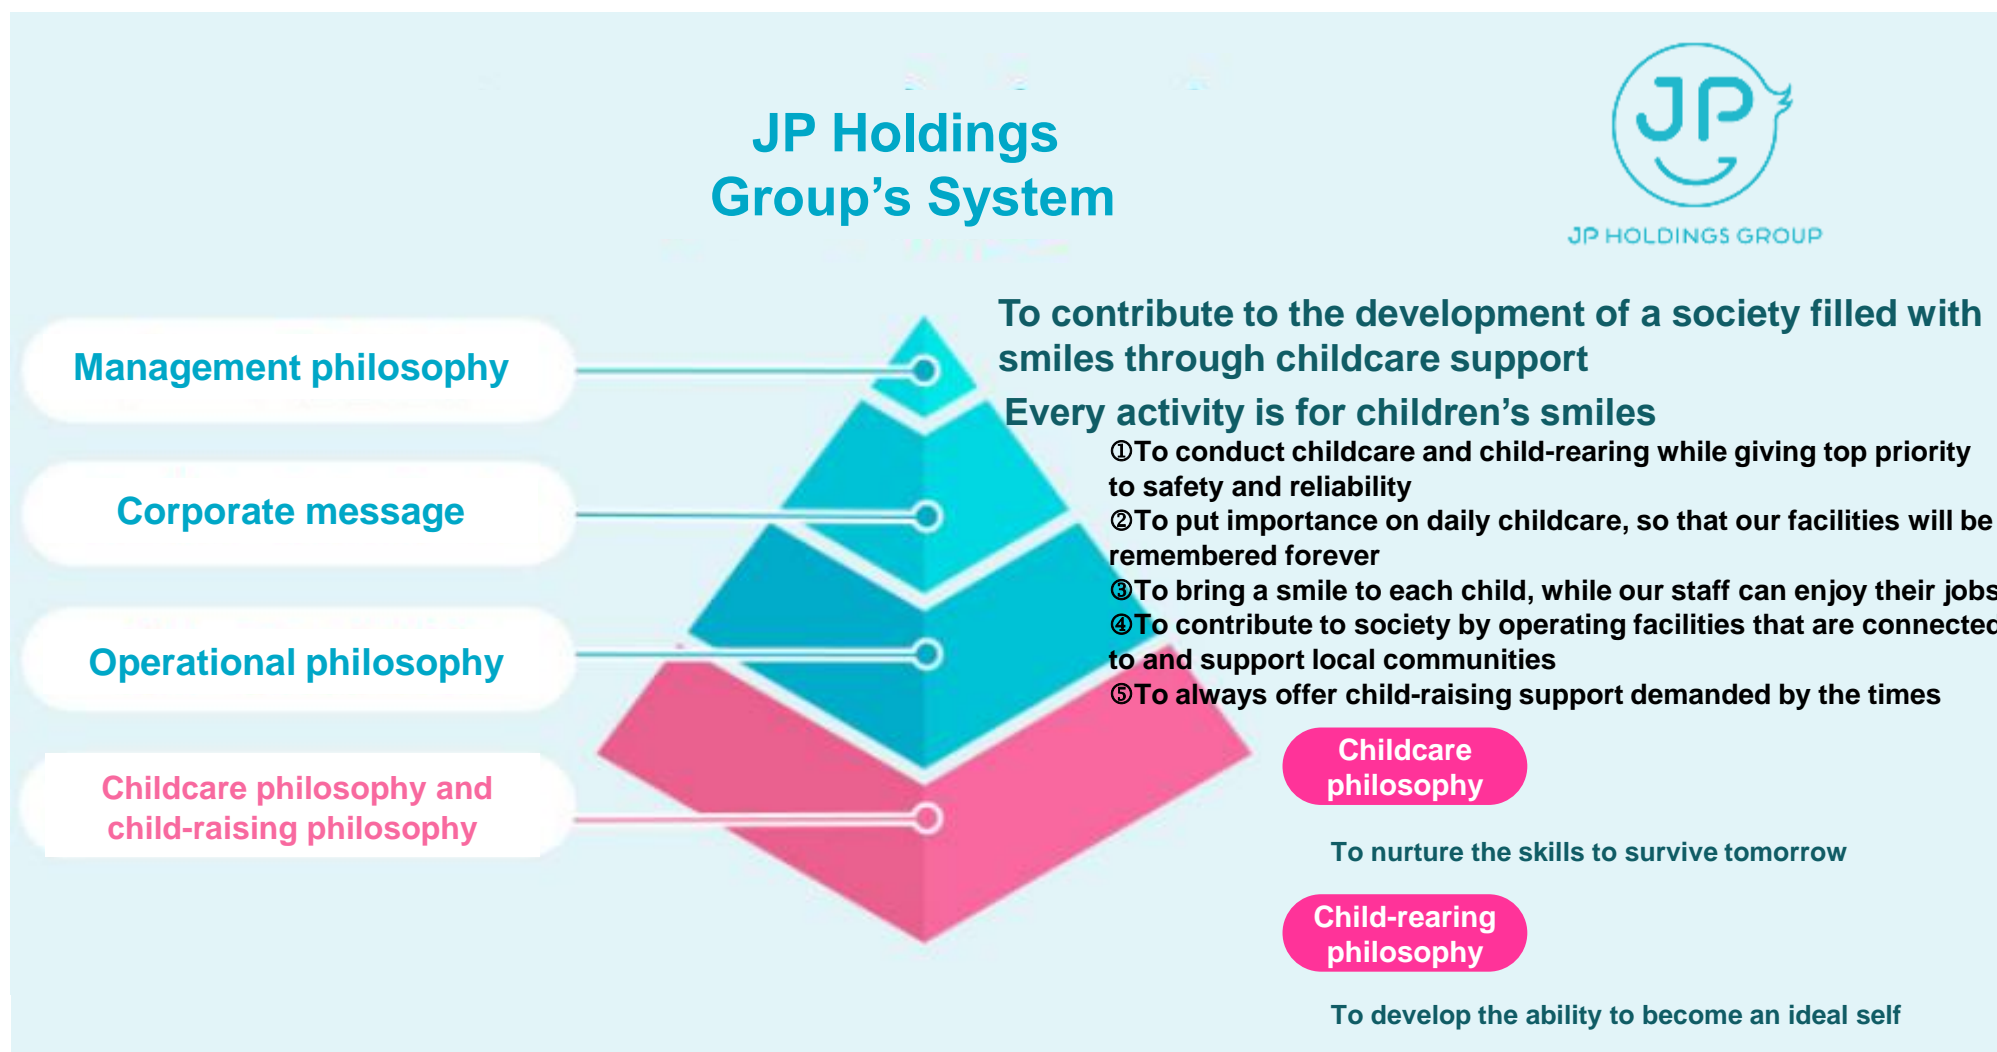 JP Holdings
Group's System
JP
JP HOLDINGS GROUP
Management philosophy
To contribute to the development of a society filled with
smiles through childcare support
Corporate message
Every activity is for children's smiles
Operational philosophy
①To conduct childcare and child-rearing while giving top priority
to safety and reliability
②To put importance on daily childcare, so that our facilities will be
remembered forever
③To bring a smile to each child, while our staff can enjoy their jobs
④To contribute to society by operating facilities that are connected
to and support local communities
⑤To always offer child-raising support demanded by the times
Childcare philosophy and
child-raising philosophy
Childcare
philosophy
To nurture the skills to survive tomorrow
Child-rearing
philosophy
To develop the ability to become an ideal self